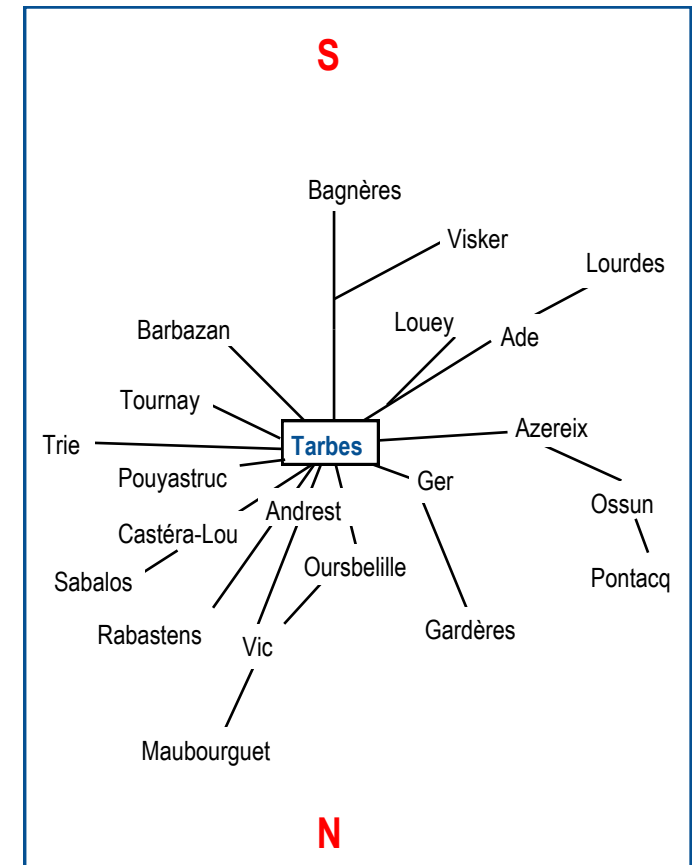 S
Bagnères
Visker
Lourdes
Louey
Barbazan
Ade
Tournay
Azereix
Trie
Tarbes
Pouyastruc
Ger
Ossun
Andrest
Castéra-Lou
Oursbelille
Sabalos
Pontacq
Rabastens
Gardères
Vic
Maubourguet
N